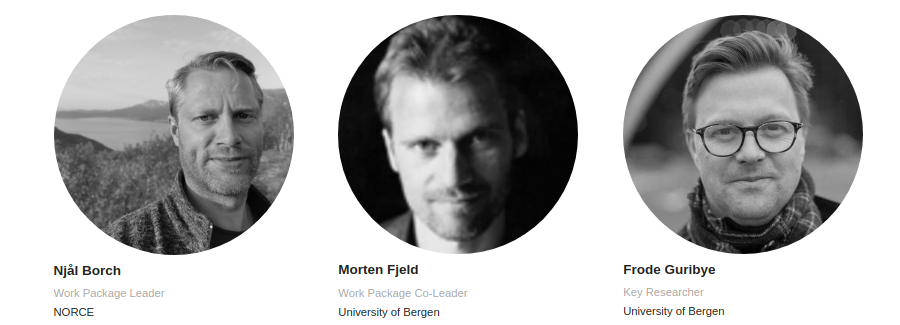 Njål Borch
Work Package Leader
NORCE
Morten Fjeld
Work Package Co-Leader
University of Bergen
Frode Guribye
Key Researcher
University of Bergen